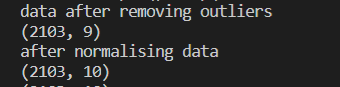 data after removing outliers
(2103, 9)
after normalising data
(2103, 10)